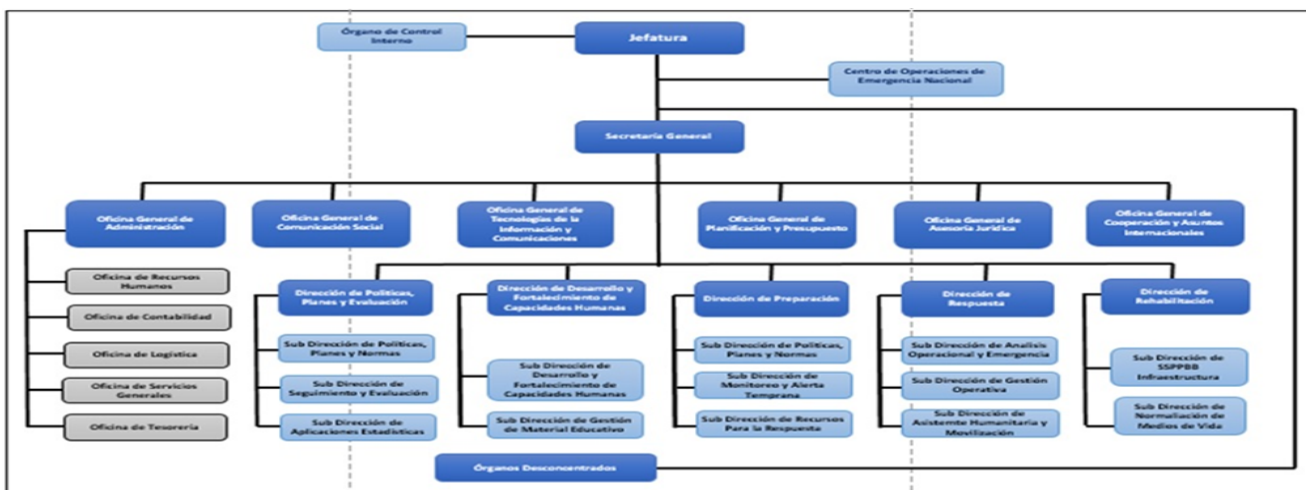 Órgano de Control
Interno
Jefatura
Centro de Operaciones de
Emergencia Nacional
Secretaría General
Oficina General de
Administración
Oficina General de
Comunicación Social
Oficina General de
Tecnologías de la
Información y
Comunicaciones
Oficina General de
Planificación y Presupuesto
Oficina General de
Asesoría Jurídica
Oficina General de
Cooperación y Asuntos
Internacionales
Oficina de Recursos
Humanos
Oficina de Contabilidad
Oficina de Logística
Oficina de Servicios
Generales
Oficina de Tesorería
Dirección de Políticas,
Planes y Evaluación
Sub Dirección de Políticas,
Planes y Normas
Sub Dirección de
Seguimiento y Evaluación
Sub Dirección de
Aplicaciones Estadísticas
Dirección de Desarrollo y
Fortalecimiento de
Capacidades Humanas
Sub Dirección de
Desarrollo y
Fortalecimiento de
Capacidades Humanas
Sub Dirección de Gestión
de Material Educativo
Dirección de Preparación
Sub Dirección de Políticas,
Planes y Normas
Sub Dirección de
Monitoreo y Alerta
Temprana
Sub Dirección de Recursos
Para la Respuesta
Dirección de
Respuesta
Sub Dirección de Analisis
Operacional y Emergencia
Sub Dirección de Gestión
Operativa
Sub Dirección de
Asistemte Humanitaria y
Movilización
Dirección de
Rehabilitación
Sub Dirección de
SSPPBB
Infraestructura
Sub Dirección de
Normaliación de
Medios de Vida
Órganos Desconcentrados